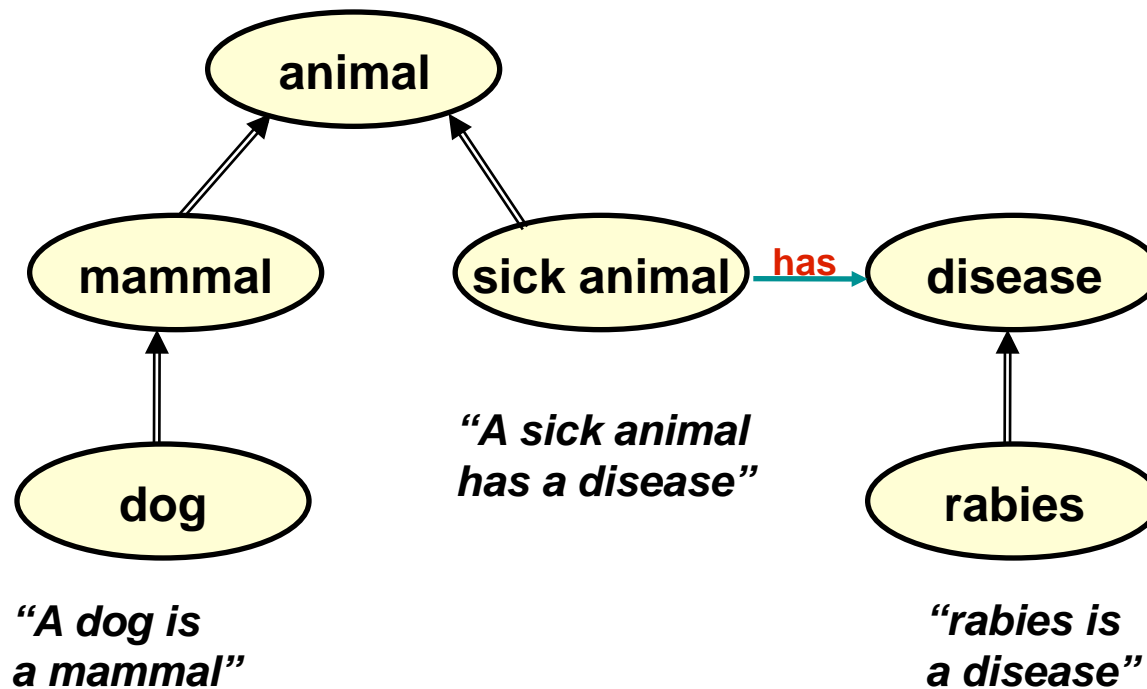 animal
mammal
sick animal
has
disease
“A sick animal
has a disease”
dog
rabies
“A dog is
a mammal”
“rabies is
a disease”